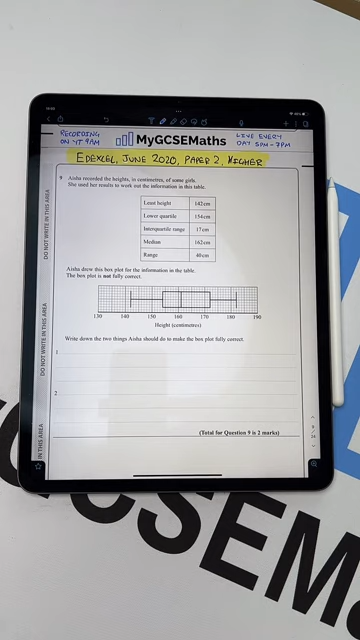 RECORDING
ON YT 9AM
MyGCSEMaths
LIVE EVERY
DAY 5PM - 7PM
EDEXCEL, JUNE 2020, PAPER 2, HIGHER
9 Aisha recorded the heights, in centimetres, of some girls.
She used her results to work out the information in this table.
Least height 142 cm
Lower quartile 154 cm
Interquartile range 17 cm
Median 162 cm
Range 40 cm
Aisha drew this box plot for the information in the table.
The box plot is not fully correct.
130 140 150 160 170 180 190
Height (centimetres)
Write down the two things Aisha should do to make the box plot fully correct.
1
2
(Total for Question 9 is 2 marks)
DO NOT WRITE IN THIS AREA
DO NOT WRITE IN THIS AREA
IN THIS AREA
GCSEMa